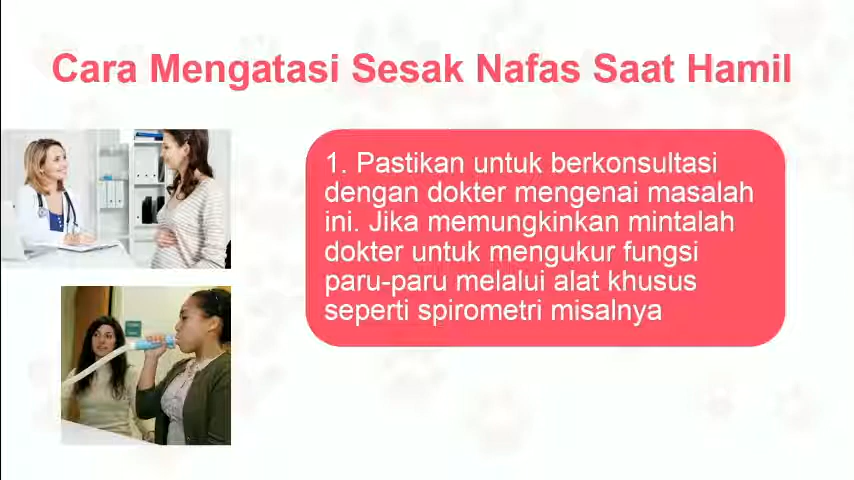 Cara Mengatasi Sesak Nafas Saat Hamil
1. Pastikan untuk berkonsultasi
dengan dokter mengenai masalah
ini. Jika memungkinkan mintalah
dokter untuk mengukur fungsi
paru-paru melalui alat khusus
seperti spirometri misalnya